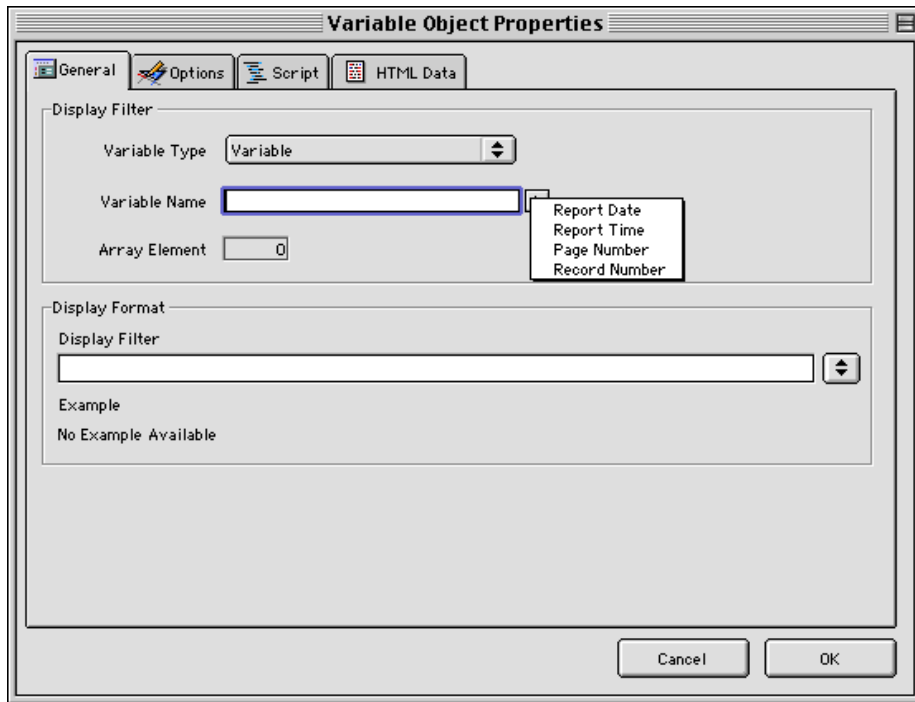 Variable Object Properties
General Options Script HTML Data
Display Filter
Variable Type Variable
Variable Name
Report Date
Report Time
Page Number
Record Number
Array Element 0
Display Format
Display Filter
Example
No Example Available
Cancel OK